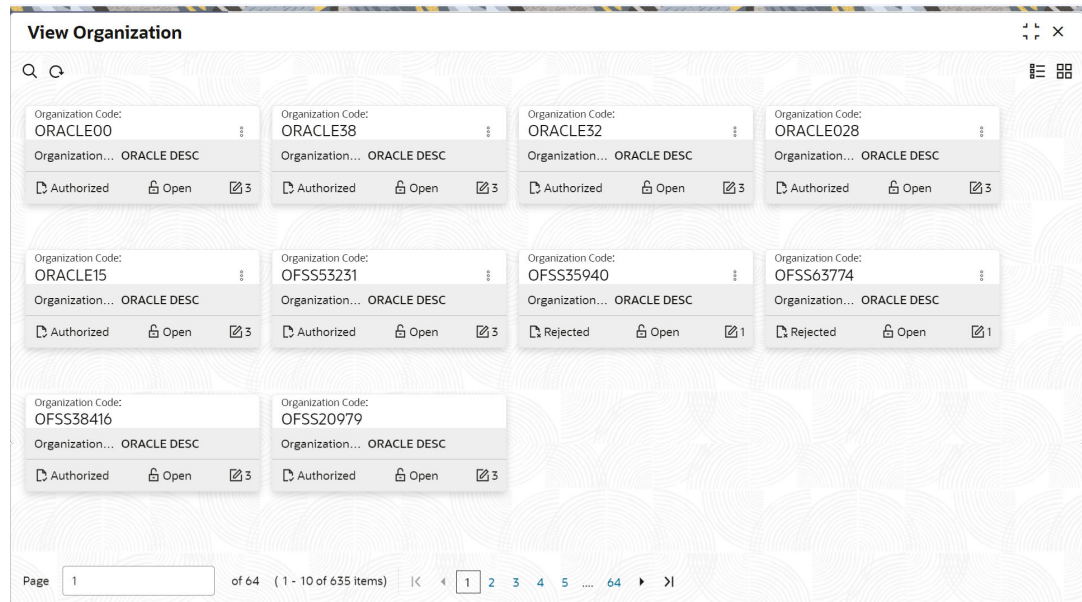 View Organization
Organization Code: Organization Code: Organization Code: Organization Code:
ORACLE00 ORACLE38 ORACLE32 ORACLE028
Organization... ORACLE DESC Organization... ORACLE DESC Organization... ORACLE DESC Organization... ORACLE DESC
Authorized Open 3 Authorized Open 3 Authorized Open 3 Authorized Open 3
Organization Code: Organization Code: Organization Code: Organization Code:
ORACLE15 OFSS53231 OFSS35940 OFSS63774
Organization... ORACLE DESC Organization... ORACLE DESC Organization... ORACLE DESC Organization... ORACLE DESC
Authorized Open 3 Authorized Open 3 Rejected Open 1 Rejected Open 1
Organization Code: Organization Code:
OFSS38416 OFSS20979
Organization... ORACLE DESC Organization... ORACLE DESC
Authorized Open 3 Authorized Open 3
Page 1 of 64 ( 1 - 10 of 635 items) 1 2 3 4 5 .... 64